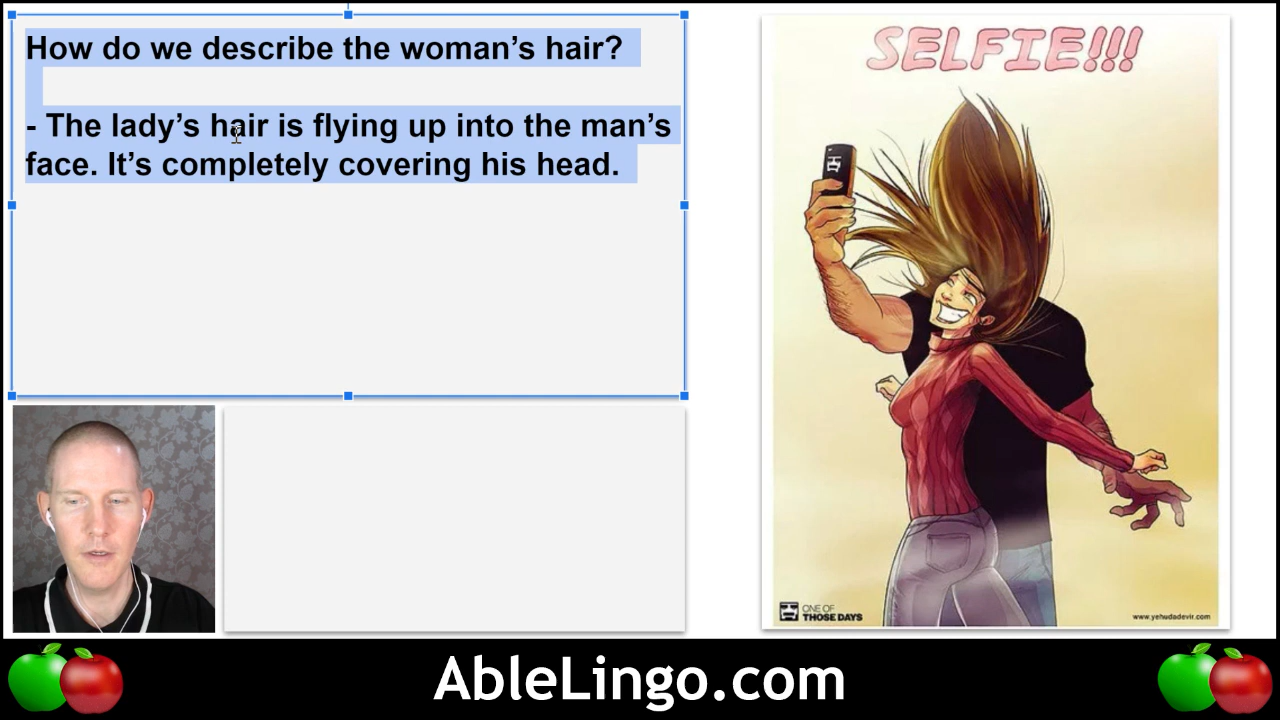 How do we describe the woman’s hair?
- The lady’s hair is flying up into the man’s
face. It’s completely covering his head.
SELFIE!!!
ONE OF
THOSE DAYS
www.yehudadevir.com
AbleLingo.com